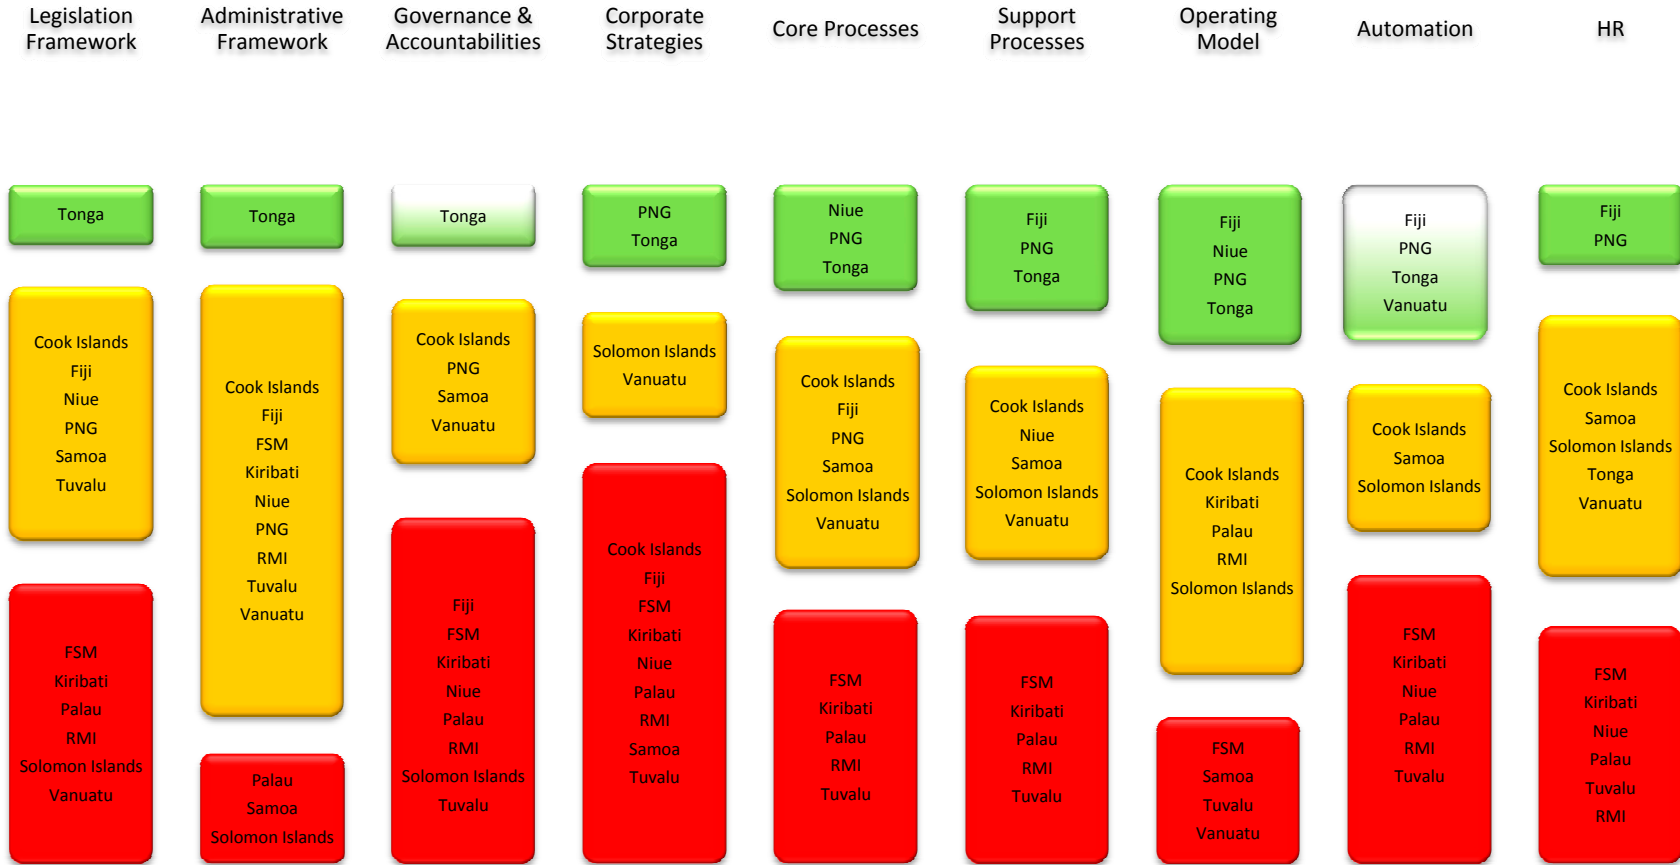 Legislation
Framework
Administrative
Framework
Governance &
Accountabilities
Corporate
Strategies
Core Processes
Support
Processes
Operating
Model
Automation
HR
Tonga
Cook Islands
Fiji
Niue
PNG
Samoa
Tuvalu
FSM
Kiribati
Palau
RMI
Solomon Islands
Vanuatu
Tonga
Cook Islands
Fiji
FSM
Kiribati
Niue
PNG
RMI
Tuvalu
Vanuatu
Palau
Samoa
Solomon Islands
Tonga
Cook Islands
PNG
Samoa
Vanuatu
Fiji
FSM
Kiribati
Niue
Palau
RMI
Solomon Islands
Tuvalu
PNG
Tonga
Solomon Islands
Vanuatu
Cook Islands
Fiji
FSM
Kiribati
Niue
Palau
RMI
Samoa
Tuvalu
Niue
PNG
Tonga
Cook Islands
Fiji
PNG
Samoa
Solomon Islands
Vanuatu
FSM
Kiribati
Palau
RMI
Tuvalu
Fiji
PNG
Tonga
Cook Islands
Niue
Samoa
Solomon Islands
Vanuatu
FSM
Kiribati
Palau
RMI
Tuvalu
Fiji
Niue
PNG
Tonga
Cook Islands
Kiribati
Palau
RMI
Solomon Islands
FSM
Samoa
Tuvalu
Vanuatu
Fiji
PNG
Tonga
Vanuatu
Cook Islands
Samoa
Solomon Islands
FSM
Kiribati
Niue
Palau
RMI
Tuvalu
Fiji
PNG
Cook Islands
Samoa
Solomon Islands
Tonga
Vanuatu
FSM
Kiribati
Niue
Palau
Tuvalu
RMI